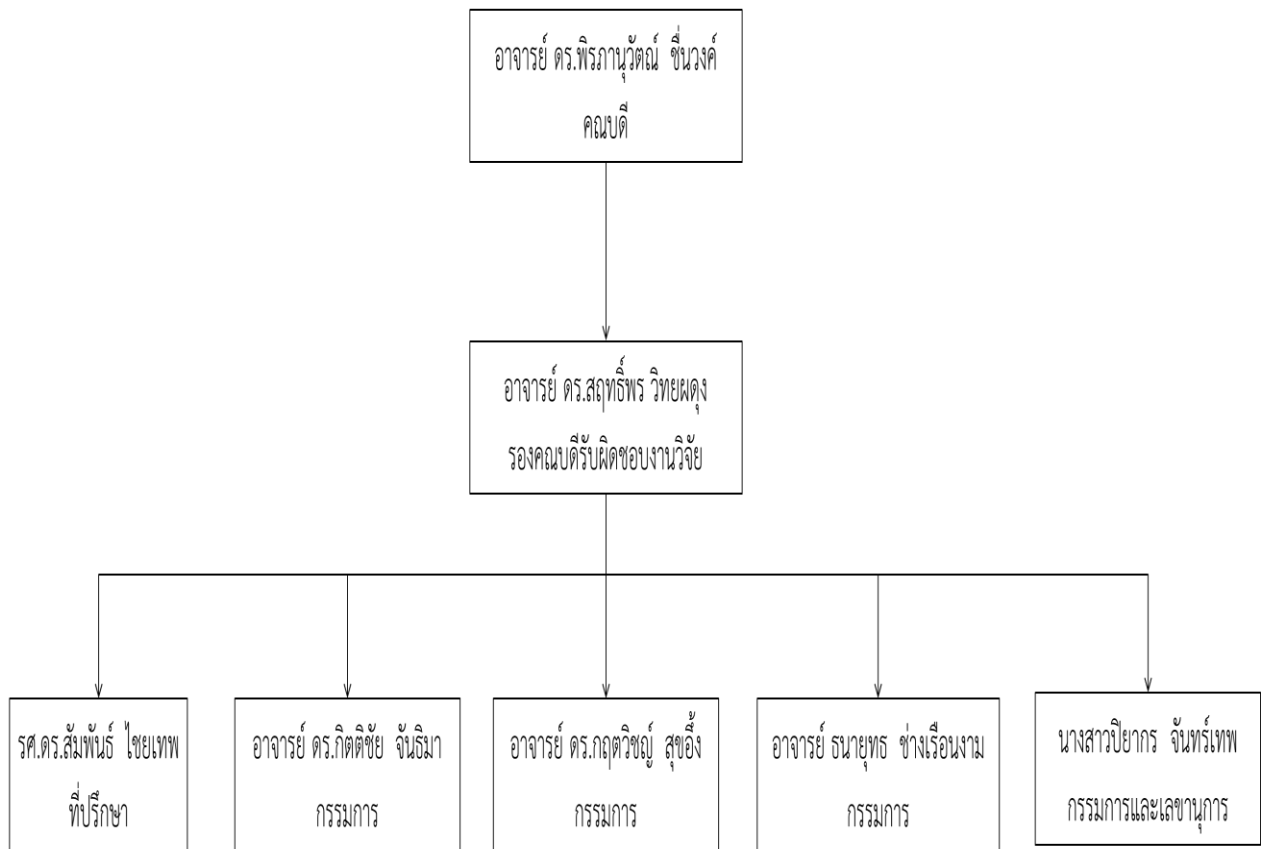 อาจารย์ ดร.พิรภานุวัตณ์ ชื่นวงค์
คณบดี
อาจารย์ ดร.สฤทธิ์พร วิทยผดุง
รองคณบดีรับผิดชอบงานวิจัย
รศ.ดร.สัมพันธ์ ไชยเทพ
ที่ปรึกษา
อาจารย์ ดร.กิตติชัย จันธิมา
กรรมการ
อาจารย์ ดร.กฤตวิชญ์ สุขอึ้ง
กรรมการ
อาจารย์ ธนายุทธ ช่างเรือนงาม
กรรมการ
นางสาวปิยากร จันทร์เทพ
กรรมการและเลขานุการ